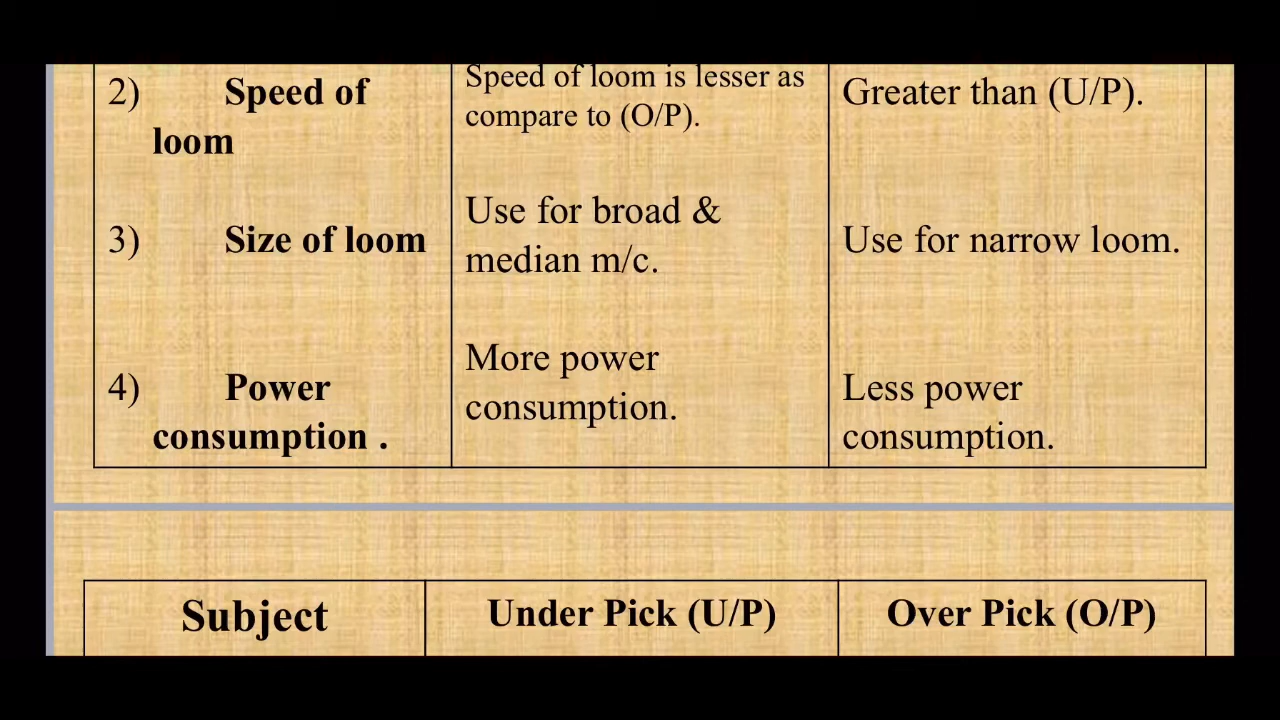 2) Speed of
loom
Speed of loom is lesser as
compare to (O/P).
Greater than (U/P).
3) Size of loom
Use for broad &
median m/c.
Use for narrow loom.
4) Power
consumption .
More power
consumption.
Less power
consumption.
Subject
Under Pick (U/P)
Over Pick (O/P)